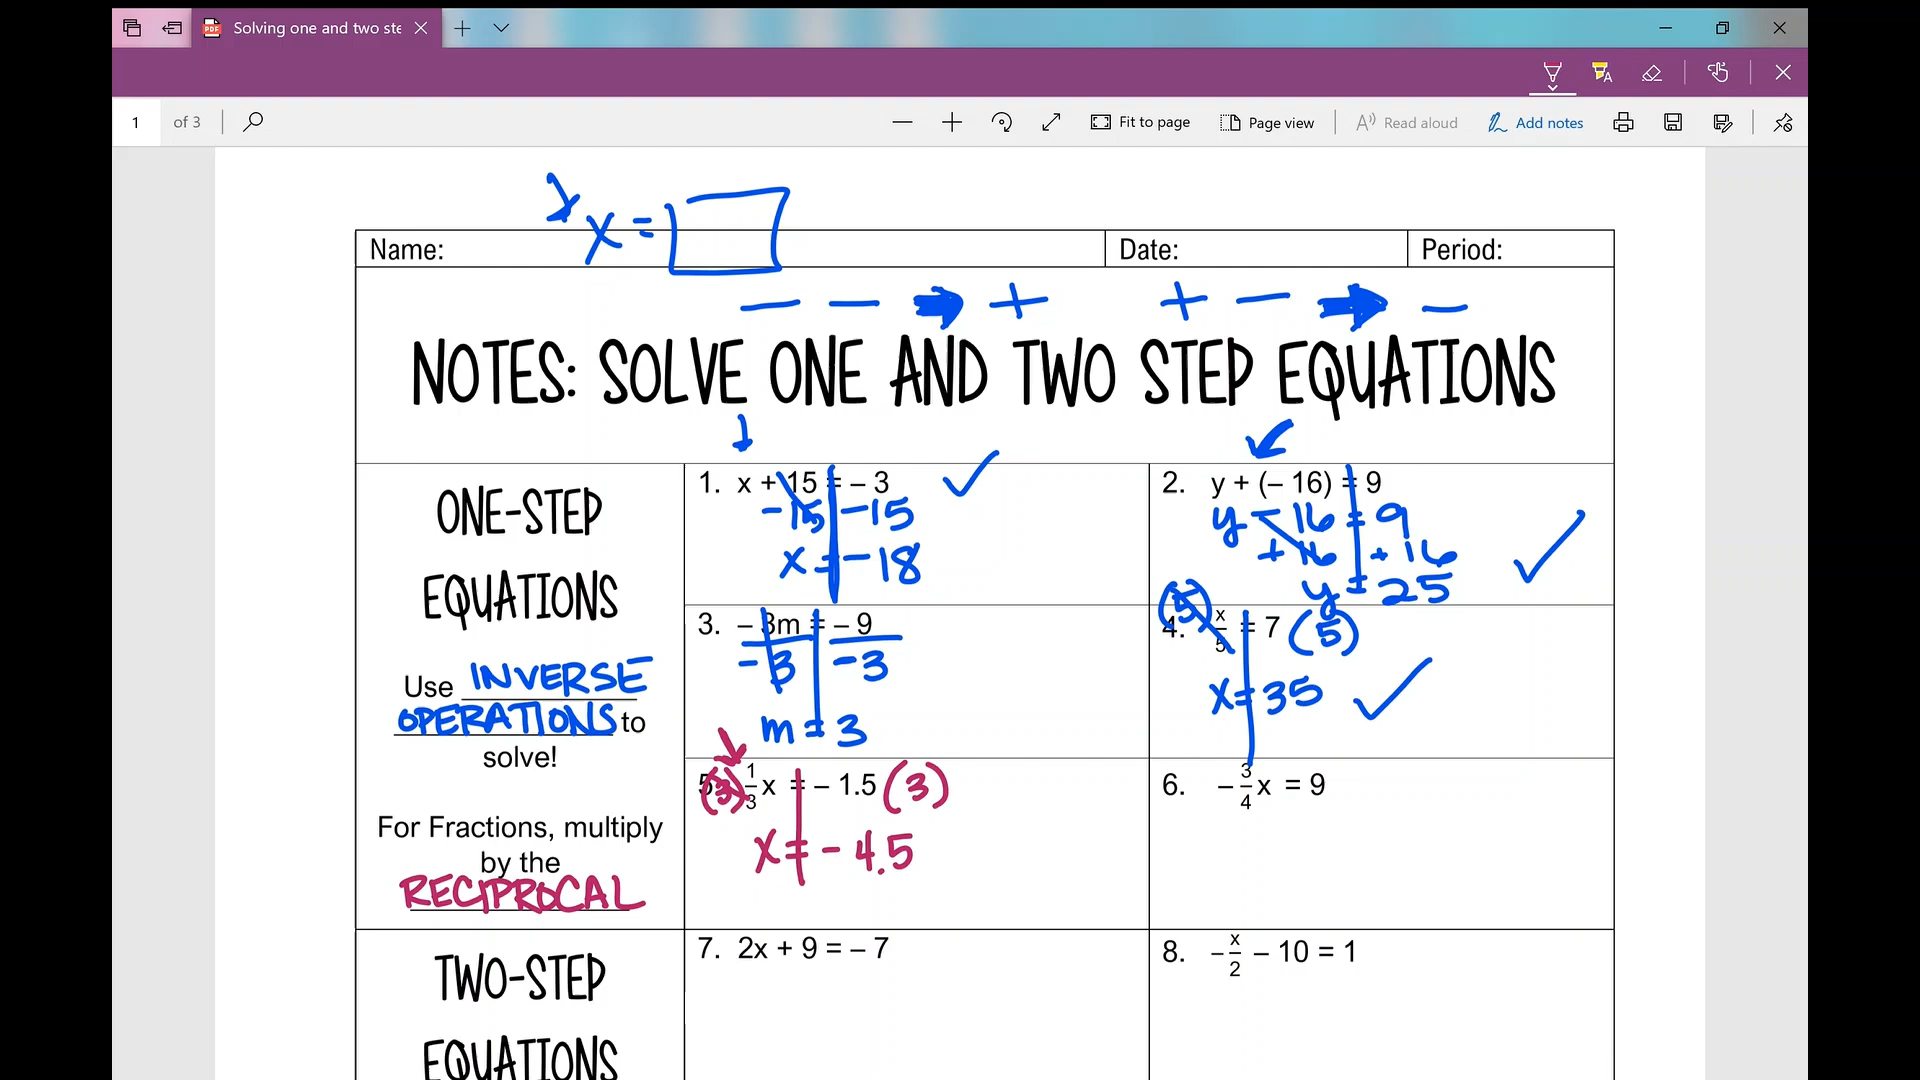 Solving one and two ste
1 of 3
Fit to page
Page view
Read aloud
Add notes
x = 
Name:
Date:
Period:
— — → +
+ — → —
NOTES: SOLVE ONE AND TWO STEP EQUATIONS
ONE-STEP
EQUATIONS
Use INVERSE
OPERATIONS to
solve!
For Fractions, multiply
by the
RECIPROCAL
1. x + 15 = – 3
-15 -15
x = -18
2. y + (– 16) = 9
y - 16 = 9
+ 16 + 16
y = 25
3. – 3m = – 9
-3 -3
m = 3
4. (5) x/5 = 7 (5)
x = 35
5. (3) 1/3 x = – 1.5 (3)
x = - 4.5
6. – 3/4 x = 9
TWO-STEP
EQUATIONS
7. 2x + 9 = – 7
8. – x/2 – 10 = 1